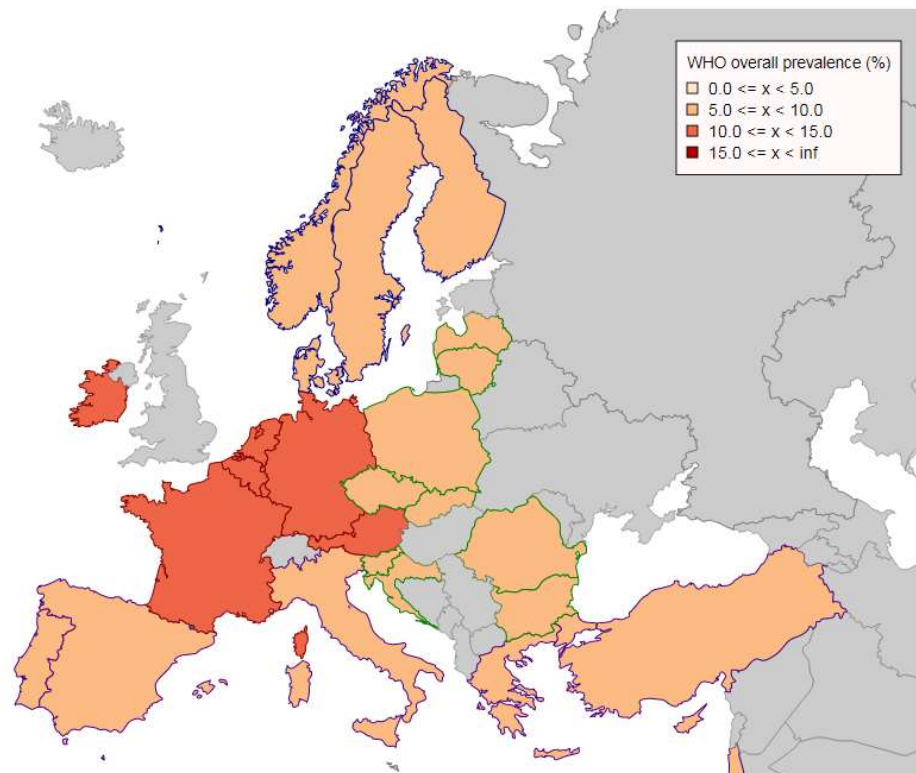 WHO overall prevalence (%)
0.0 <= x < 5.0
5.0 <= x < 10.0
10.0 <= x < 15.0
15.0 <= x < inf